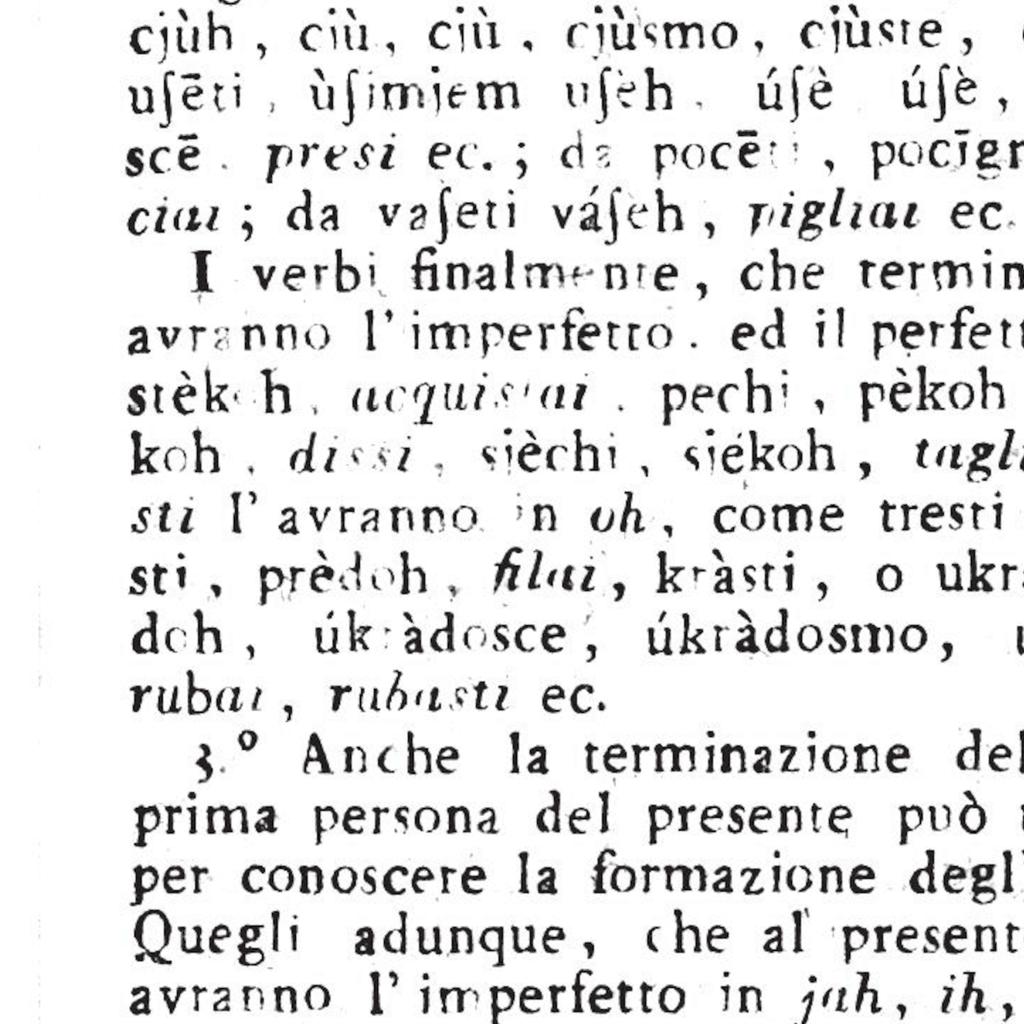 cjùh, ciù, ciù, cjùsmo, cjùste,
uſēti, ùſimjem uſèh. úſè úſè,
scē. presi ec.; da pocēti, pocīgn
ciai; da vaſeti váſeh, pigliai ec.
I verbi finalmente, che termin
avranno l'imperfetto. ed il perfett
stèkoh, acquistai. pechi, pèkoh
koh, dissi, sièchi, siékoh, tagli
sti l'avranno in oh, come tresti
sti, prèdoh, filai, kràsti, o ukra
doh, úkràdosce, úkràdosmo,
rubai, rubasti ec.
3.º Anche la terminazione del
prima persona del presente può
per conoscere la formazione degl
Quegli adunque, che al present
avranno l'imperfetto in jah, ih,